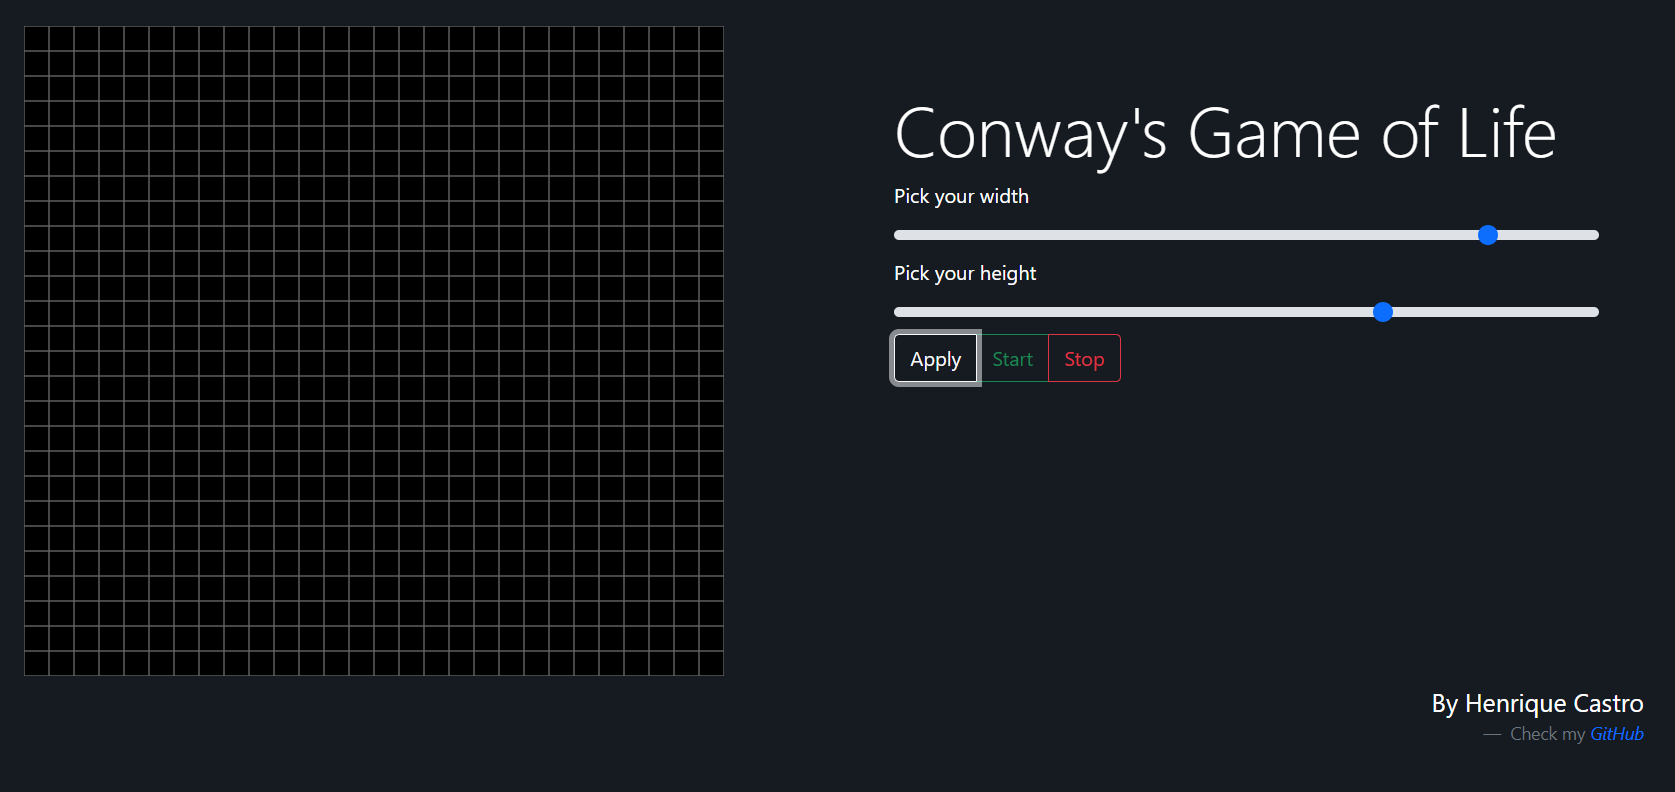 Conway's Game of Life
Pick your width
Pick your height
Apply Start Stop
By Henrique Castro
— Check my GitHub